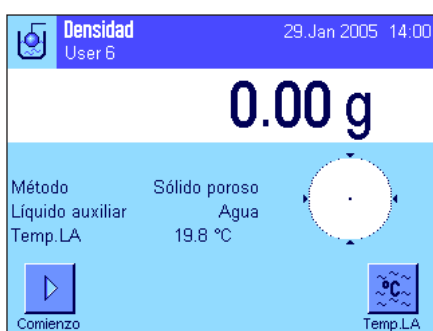 Densidad 29.Jan 2005 14:00
User 6
0.00 g
Método Sólido poroso
Líquido auxiliar Agua
Temp.LA 19.8 °C
°C
Comienzo Temp.LA